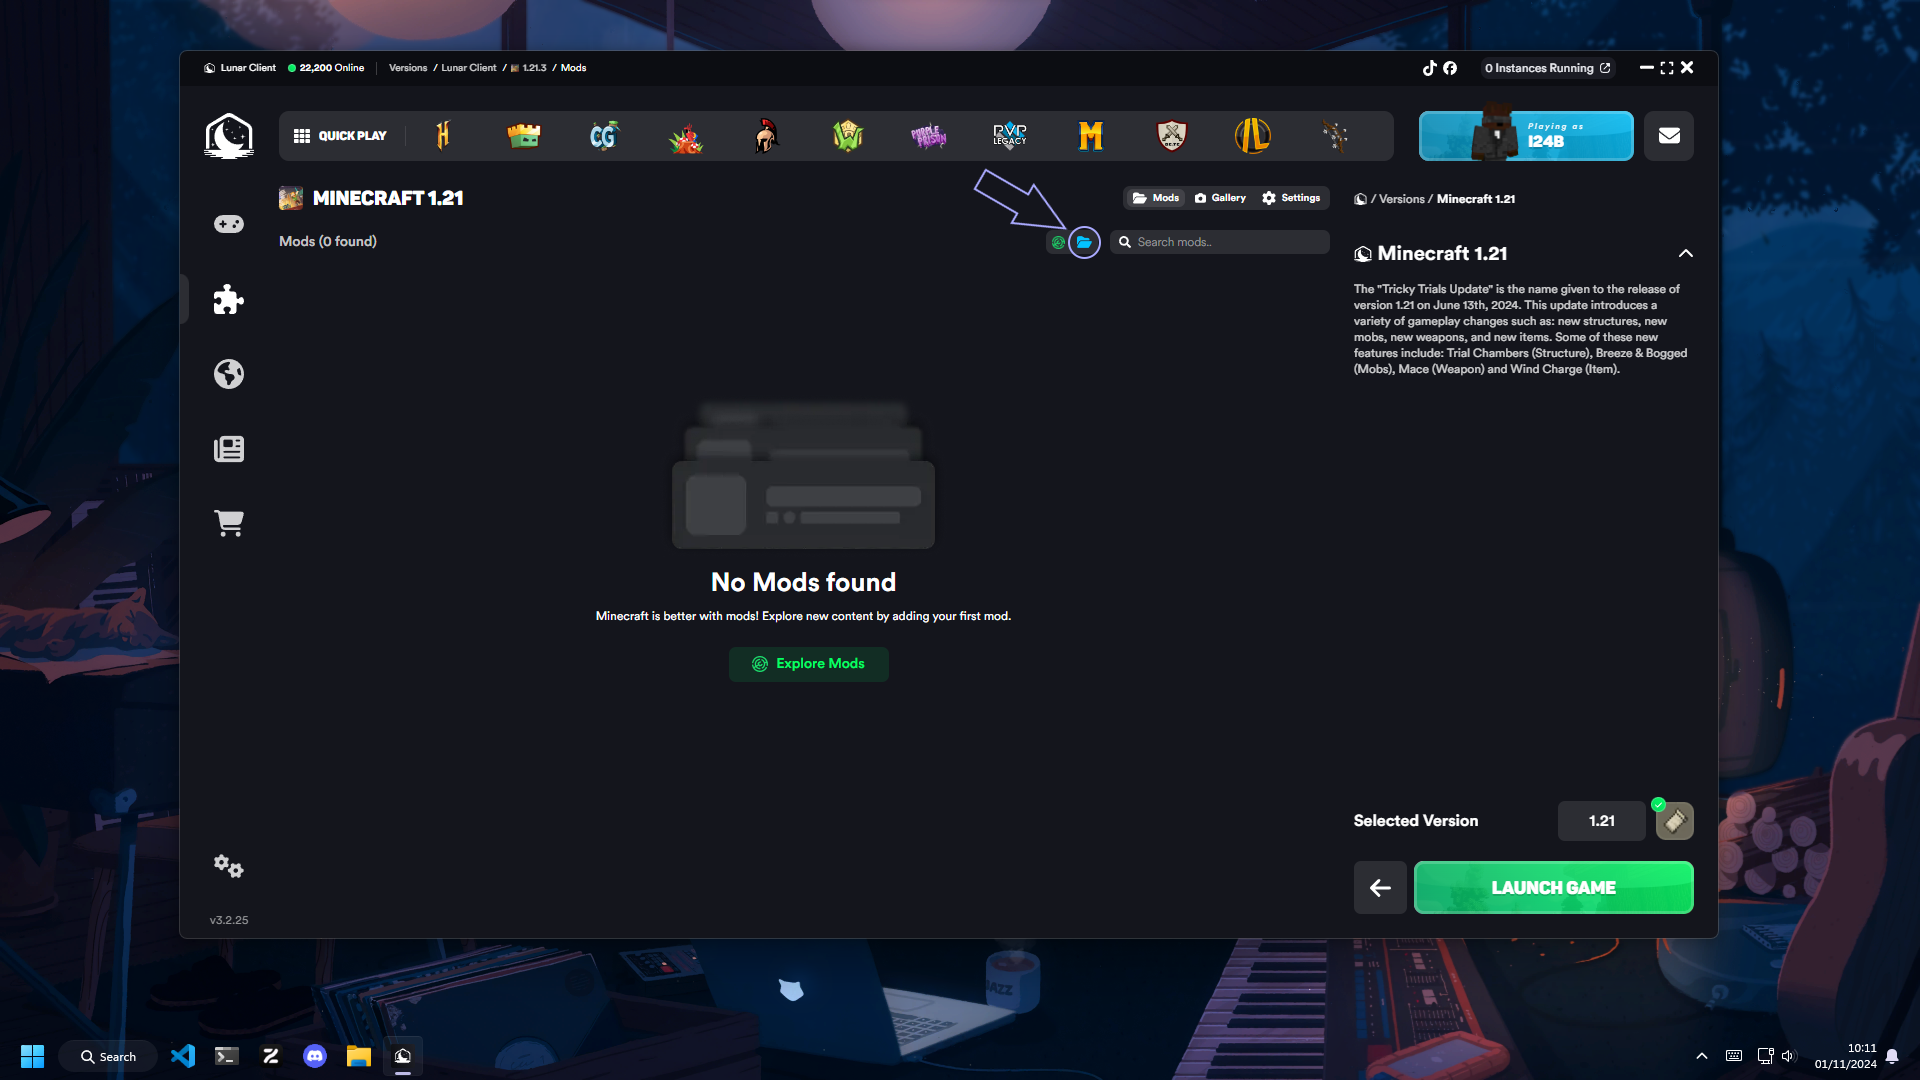 Lunar Client 22,200 Online Versions / Lunar Client / 1.21.3 / Mods
0 Instances Running
QUICK PLAY
CG
PURPLE PRISON
PVP LEGACY
M
Playing as
I24B
MINECRAFT 1.21
Mods Gallery Settings
/ Versions / Minecraft 1.21
Mods (0 found)
Search mods..
Minecraft 1.21
The "Tricky Trials Update" is the name given to the release of
version 1.21 on June 13th, 2024. This update introduces a
variety of gameplay changes such as: new structures, new
mobs, new weapons, and new items. Some of these new
features include: Trial Chambers (Structure), Breeze & Bogged
(Mobs), Mace (Weapon) and Wind Charge (Item).
No Mods found
Minecraft is better with mods! Explore new content by adding your first mod.
Explore Mods
Selected Version 1.21
LAUNCH GAME
v3.2.25
JAZZ
Search
10:11
01/11/2024